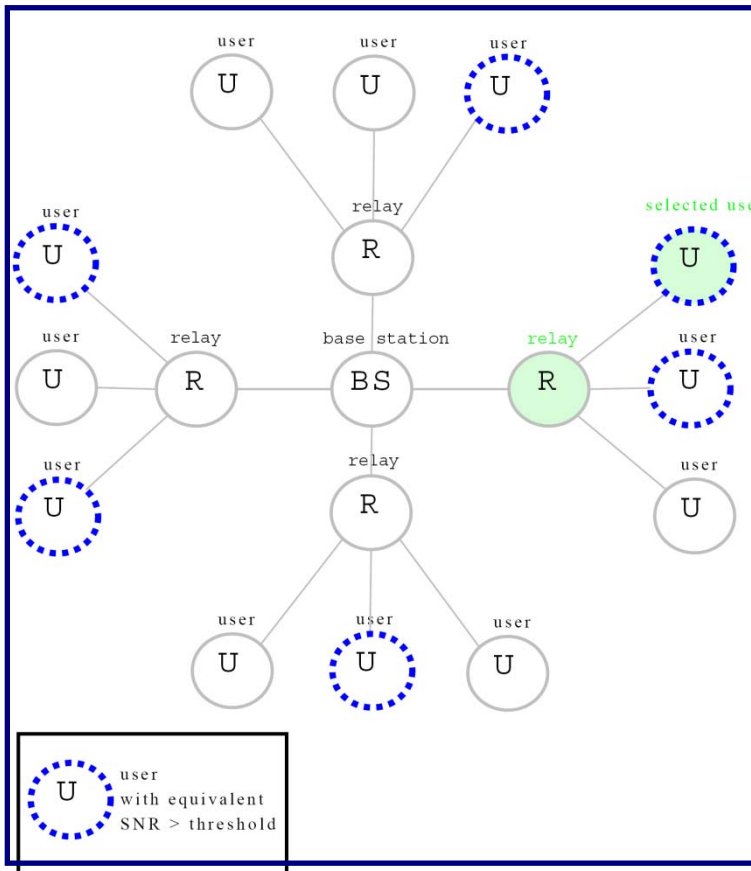 user
user
user
U
U
U
relay
R
user
U
selected use
U
user
U
relay
R
base station
BS
relay
R
user
U
user
U
relay
R
user
U
user
U
user
U
user
U
user
U
U
user
with equivalent
SNR > threshold